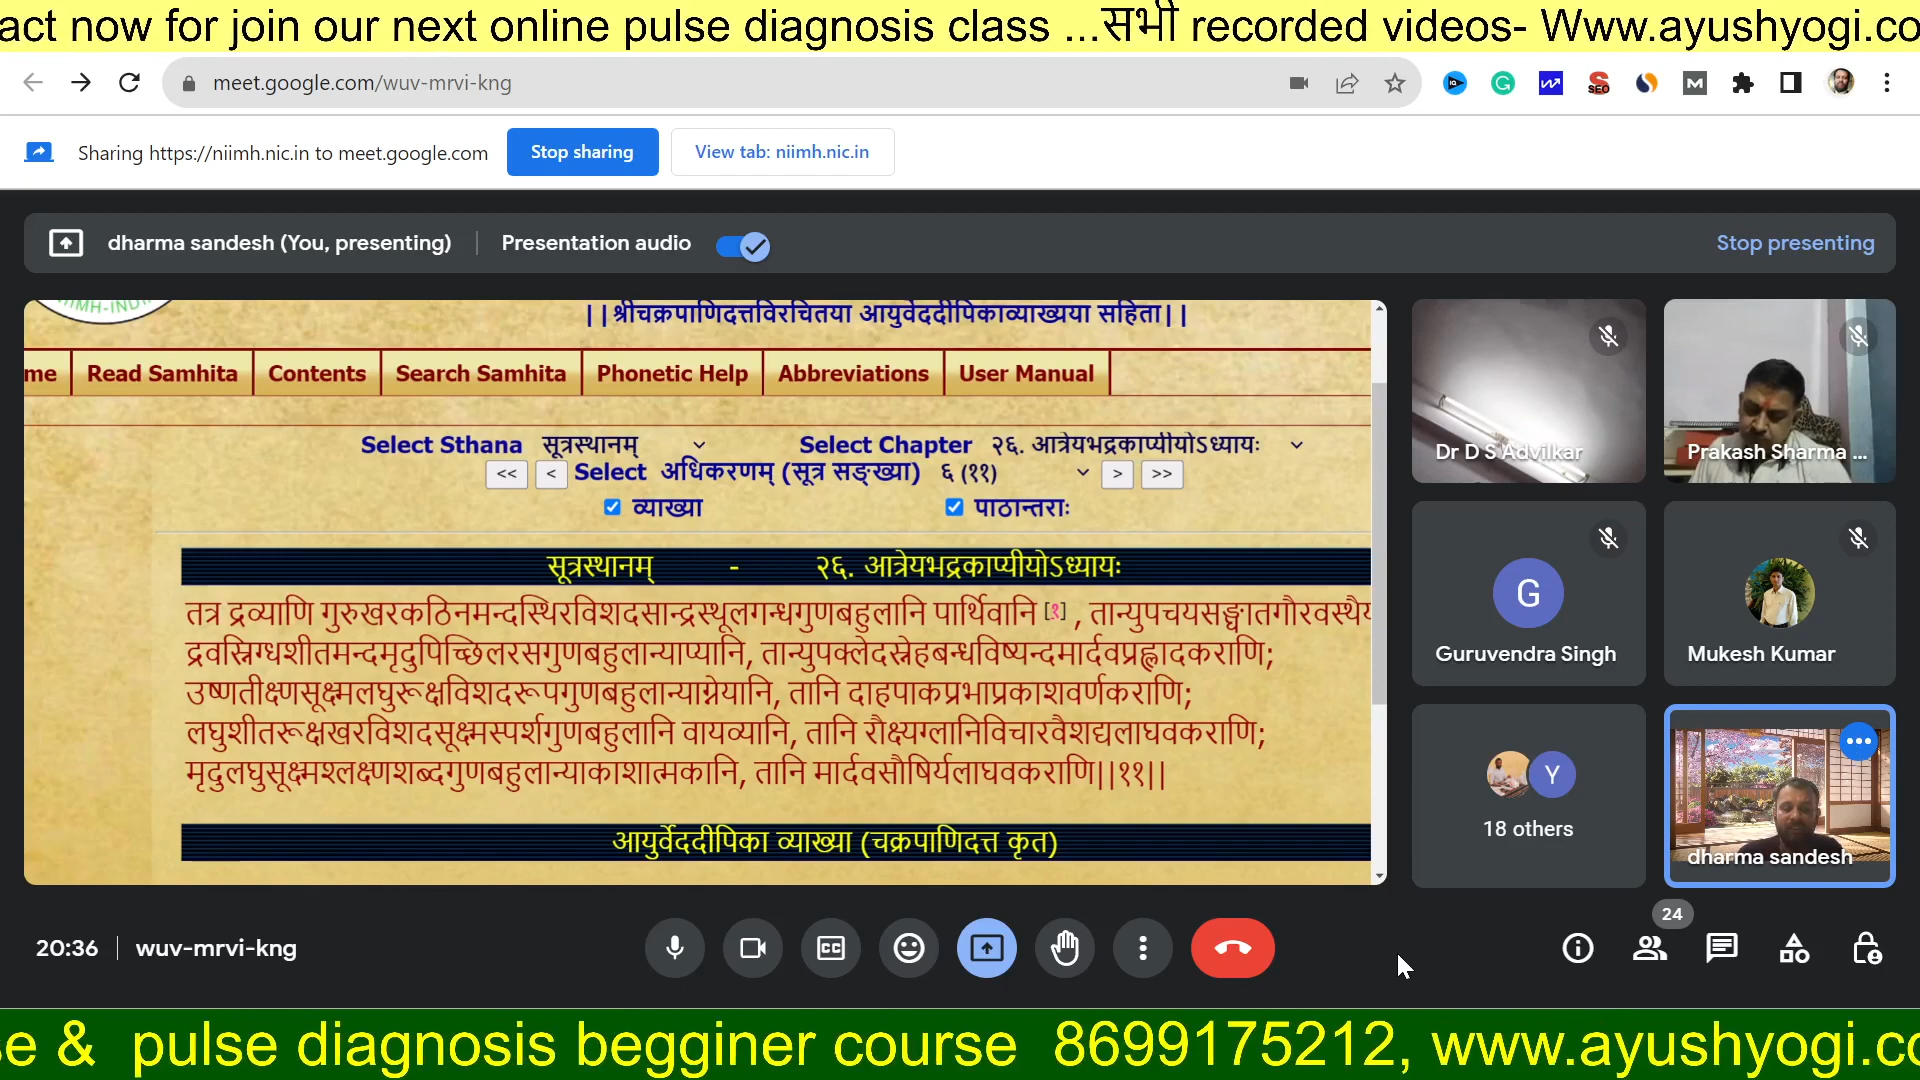 act now for join our next online pulse diagnosis class ...सभी recorded videos- Www.ayushyogi.co
meet.google.com/wuv-mrvi-kng
Sharing https://niimh.nic.in to meet.google.com
Stop sharing
View tab: niimh.nic.in
dharma sandesh (You, presenting)
Presentation audio
Stop presenting
||श्रीचक्रपाणिदत्तविरचितया आयुर्वेददीपिकाव्याख्यया सहिता||
me
Read Samhita
Contents
Search Samhita
Phonetic Help
Abbreviations
User Manual
Select Sthana सूत्रस्थानम् Select Chapter २६. आत्रेयभद्रकाप्यीयोऽध्यायः
<< < Select अधिकरणम् (सूत्र सङ्ख्या) ६ (११) > >>
व्याख्या पाठान्तराः
सूत्रस्थानम् - २६. आत्रेयभद्रकाप्यीयोऽध्यायः
तत्र द्रव्याणि गुरुखरकठिनमन्दस्थिरविशदसान्द्रस्थूलगन्धगुणबहुलानि पार्थिवानि [१] , तान्युपचयसङ्घातगौरवस्थैर्य
द्रवस्निग्धशीतमन्दमृदुपिच्छिलरसगुणबहुलान्याप्यानि, तान्युपक्लेदस्नेहबन्धविष्यन्दमार्दवप्रह्लादकराणि;
उष्णतीक्ष्णसूक्ष्मलघुरूक्षविशदरूपगुणबहुलान्याग्नेयानि, तानि दाहपाकप्रभाप्रकाशवर्णकराणि;
लघुशीतरूक्षखरविशदसूक्ष्मस्पर्शगुणबहुलानि वायव्यानि, तानि रौक्ष्यग्लानिविचारवैशद्यलाघवकराणि;
मृदुलघुसूक्ष्मश्लक्ष्णशब्दगुणबहुलान्याकाशात्मकानि, तानि मार्दवसौषिर्यलाघवकराणि||११||
आयुर्वेददीपिका व्याख्या (चक्रपाणिदत्त कृत)
Dr D S Advilkar
Prakash Sharma ...
G
Guruvendra Singh
Mukesh Kumar
Y
18 others
dharma sandesh
20:36
wuv-mrvi-kng
24
se & pulse diagnosis begginer course 8699175212, www.ayushyogi.co